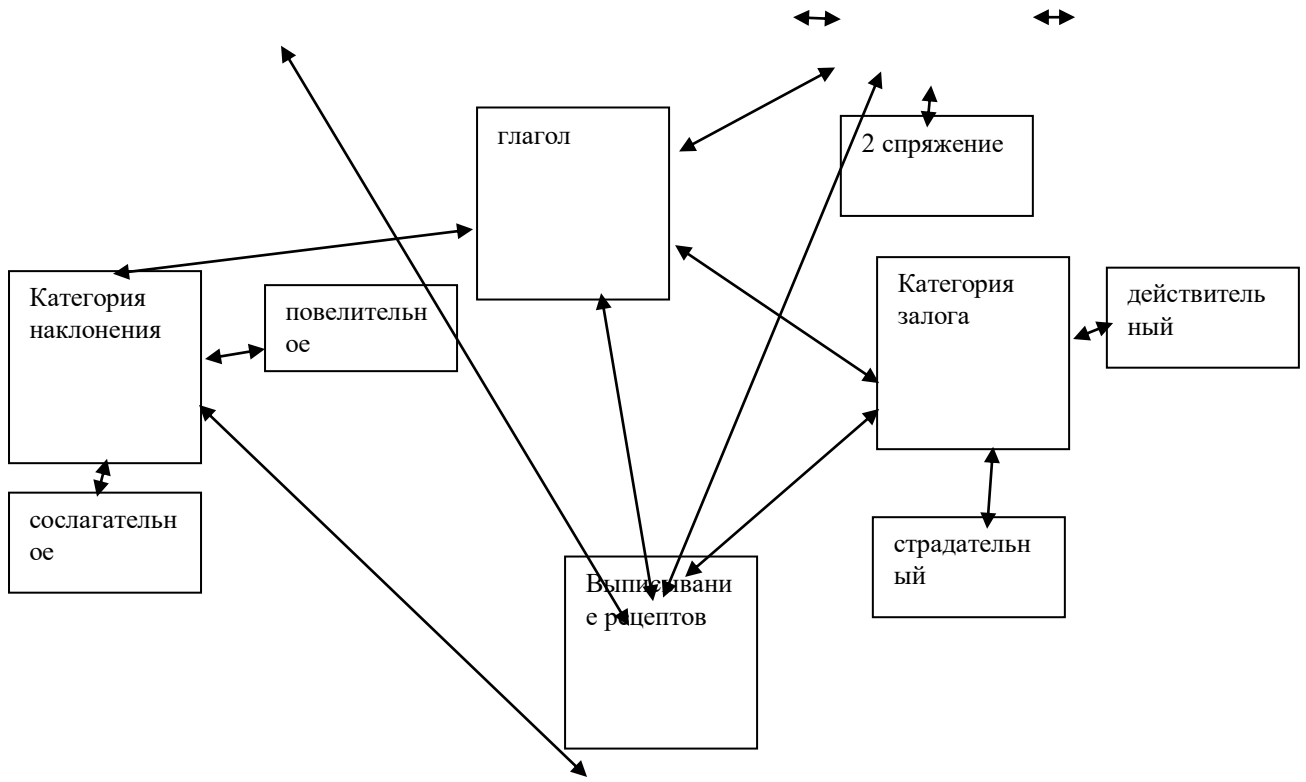 глагол
2 спряжение
Категория
наклонения
повелительн
ое
Категория
залога
действитель
ный
сослагательн
ое
страдательн
ый
Выписывани
е рецептов